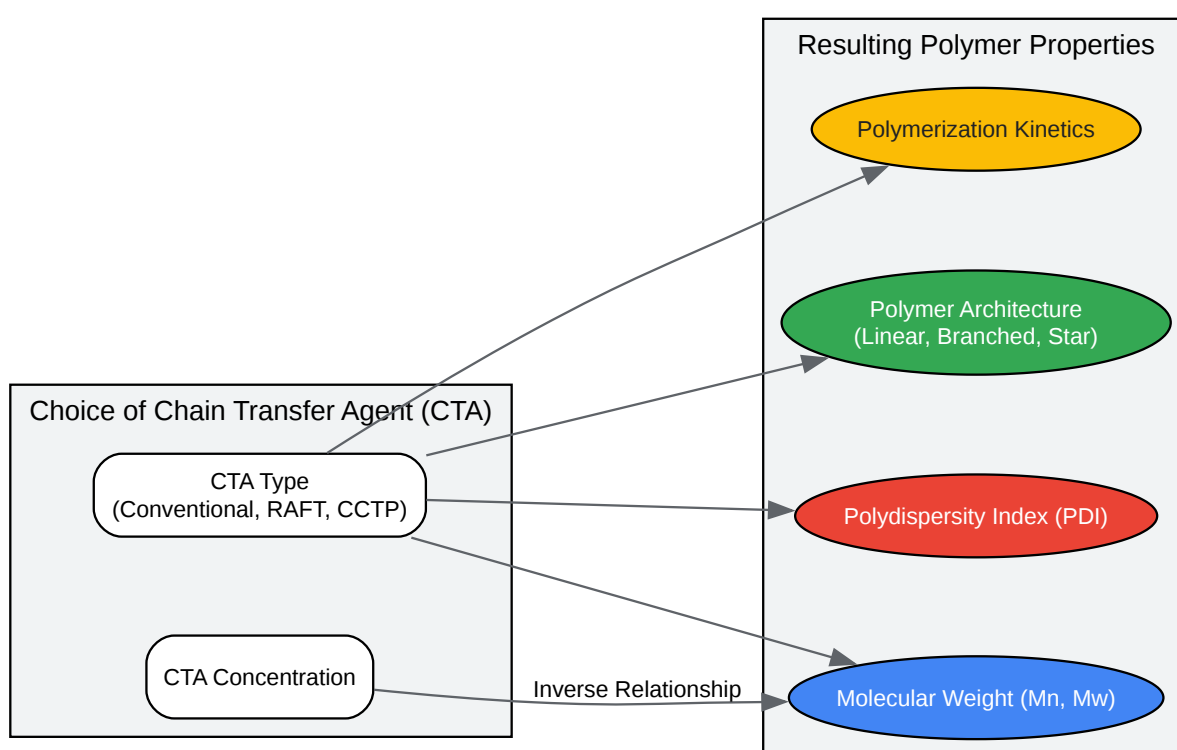 Resulting Polymer Properties
Polymerization Kinetics
Polymer Architecture
(Linear, Branched, Star)
Choice of Chain Transfer Agent (CTA)
CTA Type
(Conventional, RAFT, CCTP)
Polydispersity Index (PDI)
CTA Concentration
Inverse Relationship
Molecular Weight (Mn, Mw)